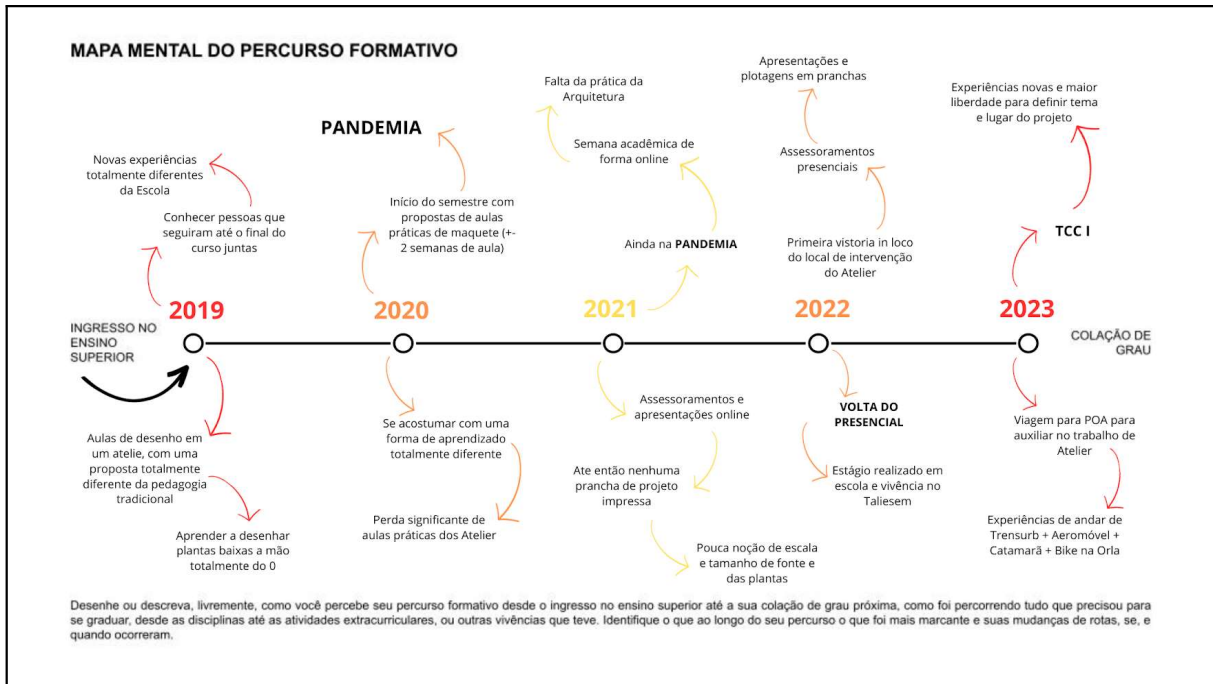 MAPA MENTAL DO PERCURSO FORMATIVO
Novas experiências
totalmente diferentes
da Escola
Conhecer pessoas que
seguiram até o final do
curso juntas
2019
INGRESSO NO
ENSINO
SUPERIOR
Aulas de desenho em
um atelie, com uma
proposta totalmente
diferente da pedagogia
tradicional
Aprender a desenhar
plantas baixas a mão
totalmente do 0
PANDEMIA
Início do semestre com
propostas de aulas
práticas de maquete (+-
2 semanas de aula)
2020
Se acostumar com uma
forma de aprendizado
totalmente diferente
Perda significante de
aulas práticas dos Atelier
Falta da prática da
Arquitetura
Semana acadêmica de
forma online
Ainda na PANDEMIA
2021
Assessoramentos e
apresentações online
Ate então nenhuma
prancha de projeto
impressa
Pouca noção de escala
e tamanho de fonte e
das plantas
Apresentações e
plotagens em pranchas
Assessoramentos
presenciais
Primeira vistoria in loco
do local de intervenção
do Atelier
2022
VOLTA DO
PRESENCIAL
Estágio realizado em
escola e vivência no
Taliesem
Experiências novas e maior
liberdade para definir tema
e lugar do projeto
TCC I
2023
COLAÇÃO DE
GRAU
Viagem para POA para
auxiliar no trabalho de
Atelier
Experiências de andar de
Trensurb + Aeromóvel +
Catamarã + Bike na Orla
Desenhe ou descreva, livremente, como você percebe seu percurso formativo desde o ingresso no ensino superior até a sua colação de grau próxima, como foi percorrendo tudo que precisou para
se graduar, desde as disciplinas até as atividades extracurriculares, ou outras vivências que teve. Identifique o que ao longo do seu percurso o que foi mais marcante e suas mudanças de rotas, se, e
quando ocorreram.